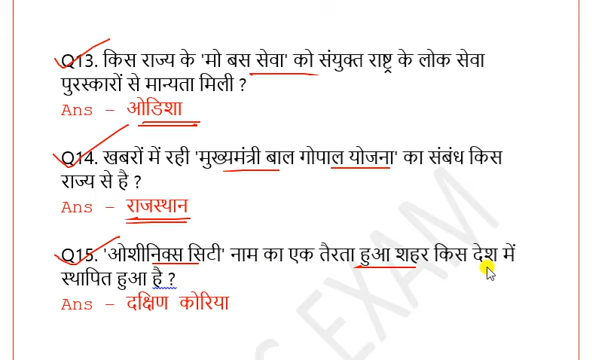 Q13. किस राज्य के 'मो बस सेवा' को संयुक्त राष्ट्र के लोक सेवा
पुरस्कारों से मान्यता मिली ?
Ans – ओडिशा
Q14. खबरों में रही 'मुख्यमंत्री बाल गोपाल योजना' का संबंध किस
राज्य से है ?
Ans – राजस्थान
Q15. 'ओशीनिक्स सिटी' नाम का एक तैरता हुआ शहर किस देश में
स्थापित हुआ है ?
Ans – दक्षिण कोरिया
EXAM